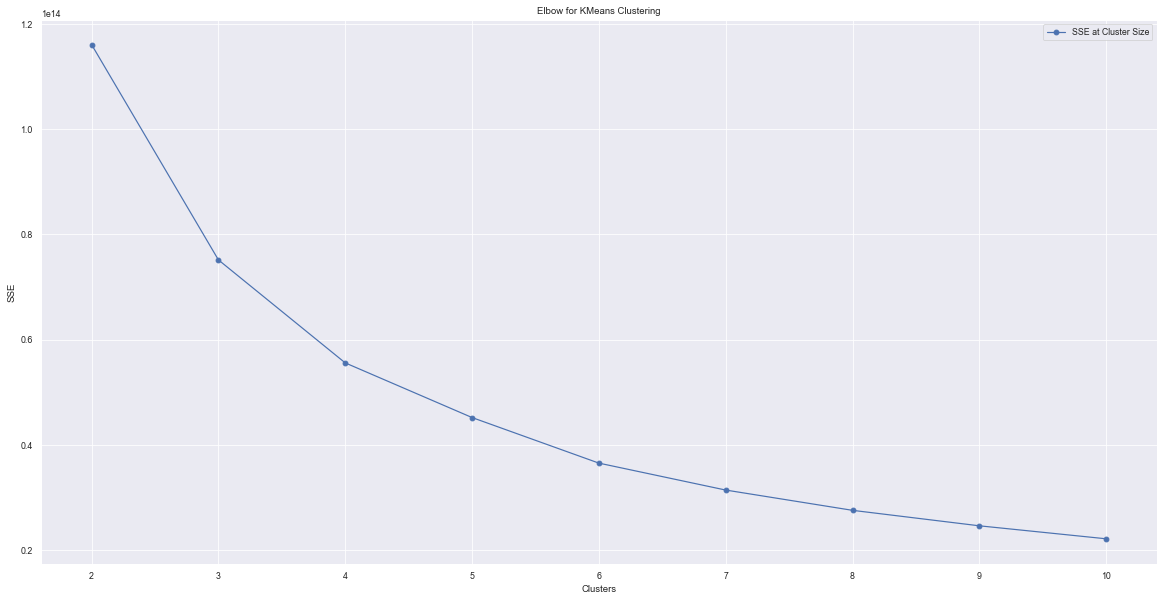 Elbow for KMeans Clustering
1e14
SSE at Cluster Size
1.2
1.0
0.8
0.6
0.4
0.2
SSE
2 3 4 5 6 7 8 9 10
Clusters